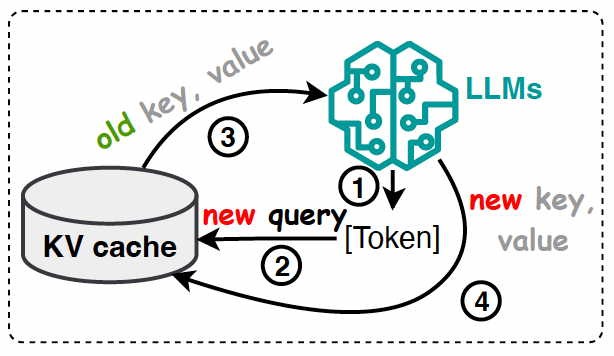 old key, value
LLMs
3
1
new query
new key,
value
KV cache
[Token]
2
4